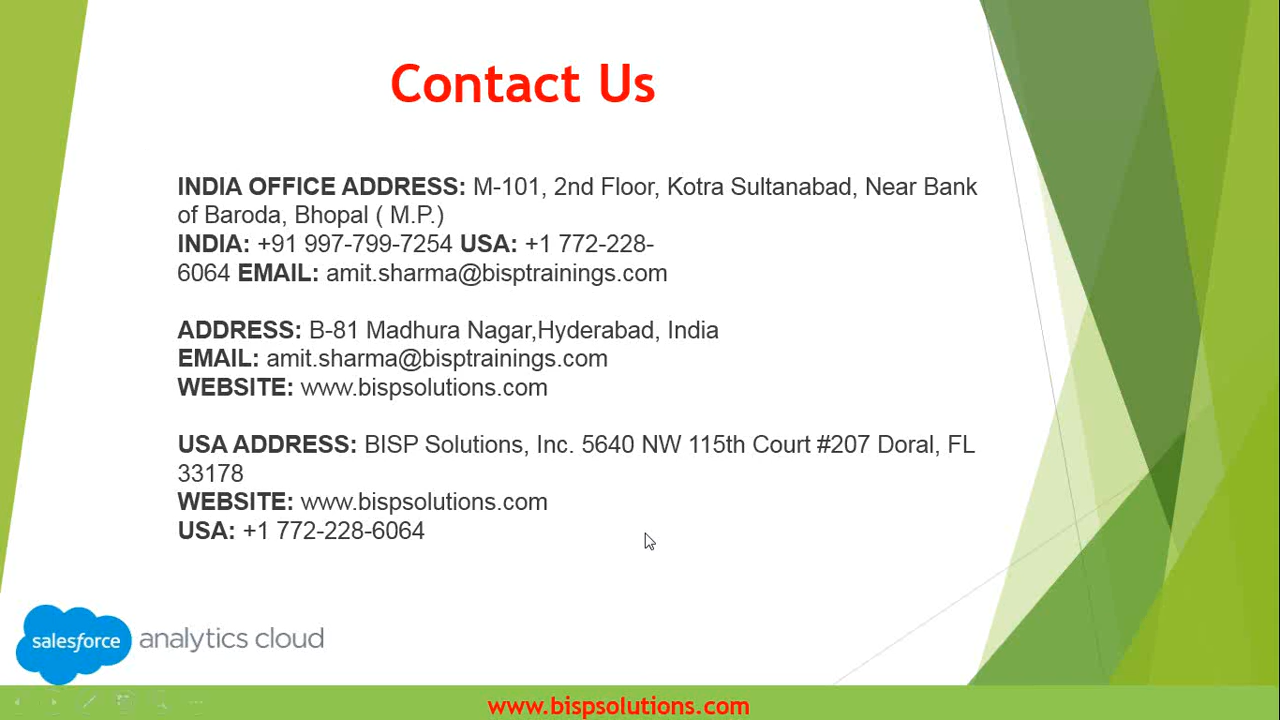 Contact Us
INDIA OFFICE ADDRESS: M-101, 2nd Floor, Kotra Sultanabad, Near Bank
of Baroda, Bhopal ( M.P.)
INDIA: +91 997-799-7254 USA: +1 772-228-
6064 EMAIL: amit.sharma@bisptrainings.com
ADDRESS: B-81 Madhura Nagar,Hyderabad, India
EMAIL: amit.sharma@bisptrainings.com
WEBSITE: www.bispsolutions.com
USA ADDRESS: BISP Solutions, Inc. 5640 NW 115th Court #207 Doral, FL
33178
WEBSITE: www.bispsolutions.com
USA: +1 772-228-6064
salesforce analytics cloud
www.bispsolutions.com